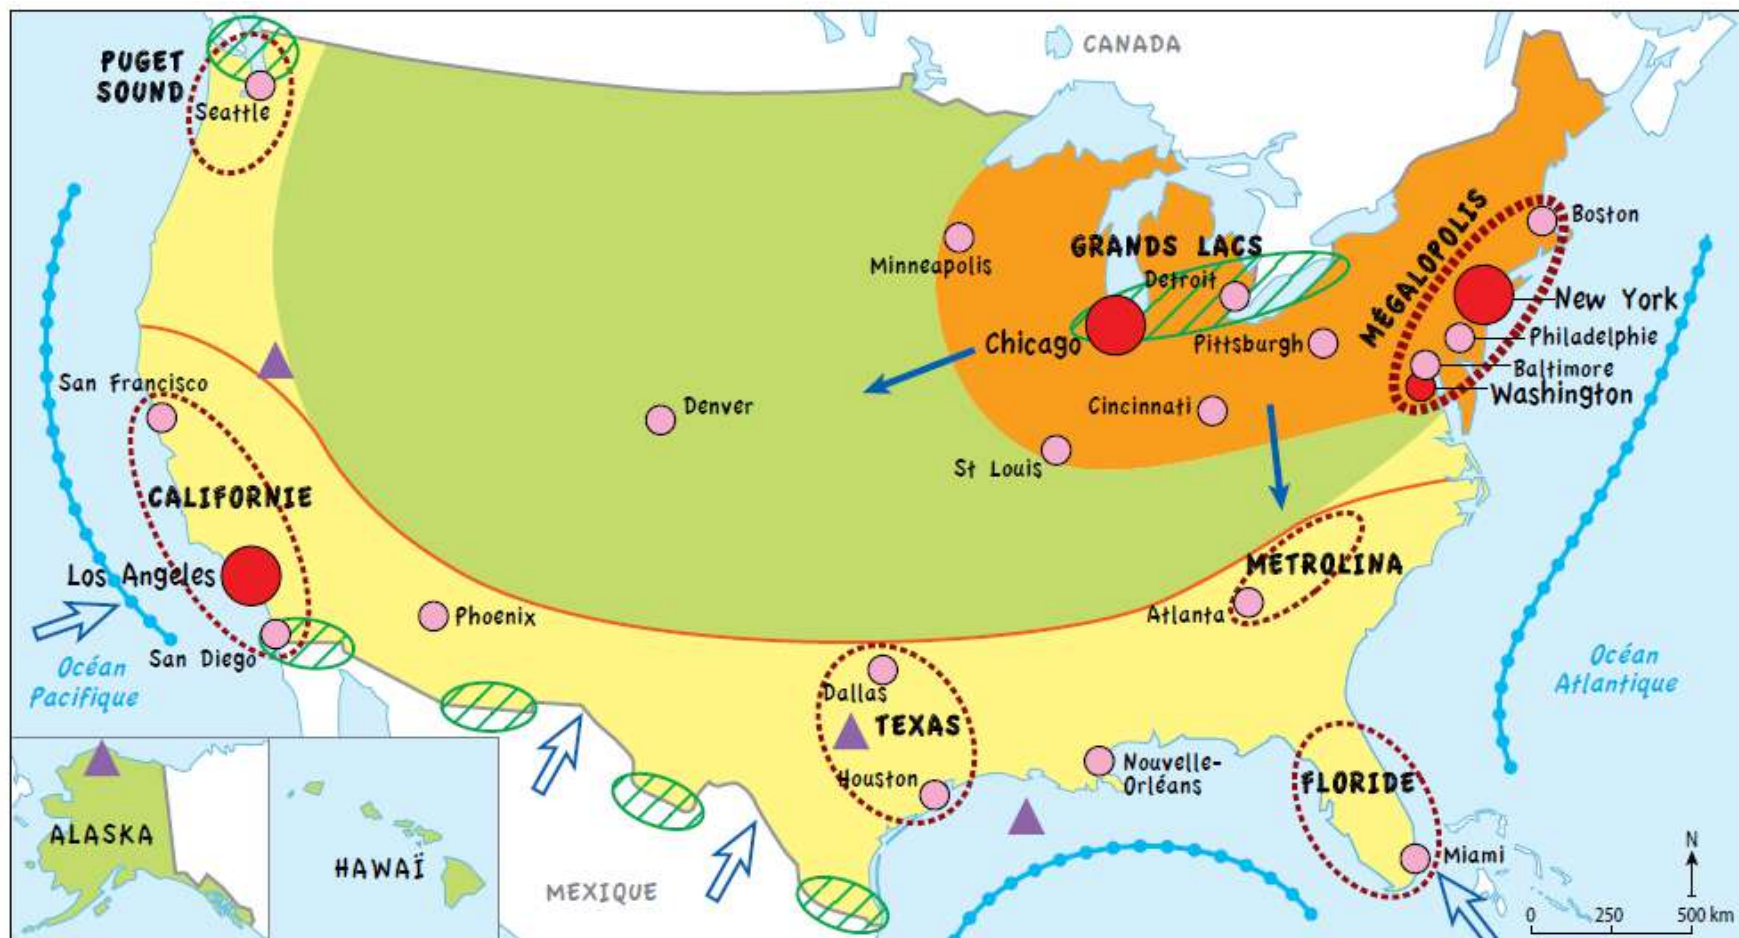 CANADA
PUGET
SOUND
Seattle
Minneapolis
GRANDS LACS
Detroit
MÉGALOPOLIS
Boston
New York
Chicago
Pittsburgh
Philadelphie
Baltimore
Washington
San Francisco
Denver
Cincinnati
St Louis
CALIFORNIE
Los Angeles
Phoenix
METROLINA
Atlanta
San Diego
Océan
Pacifique
Océan
Atlantique
Dallas
TEXAS
Houston
Nouvelle-
Orléans
FLORIDE
Miami
ALASKA
HAWAÏ
MEXIQUE
N
0 250 500 km